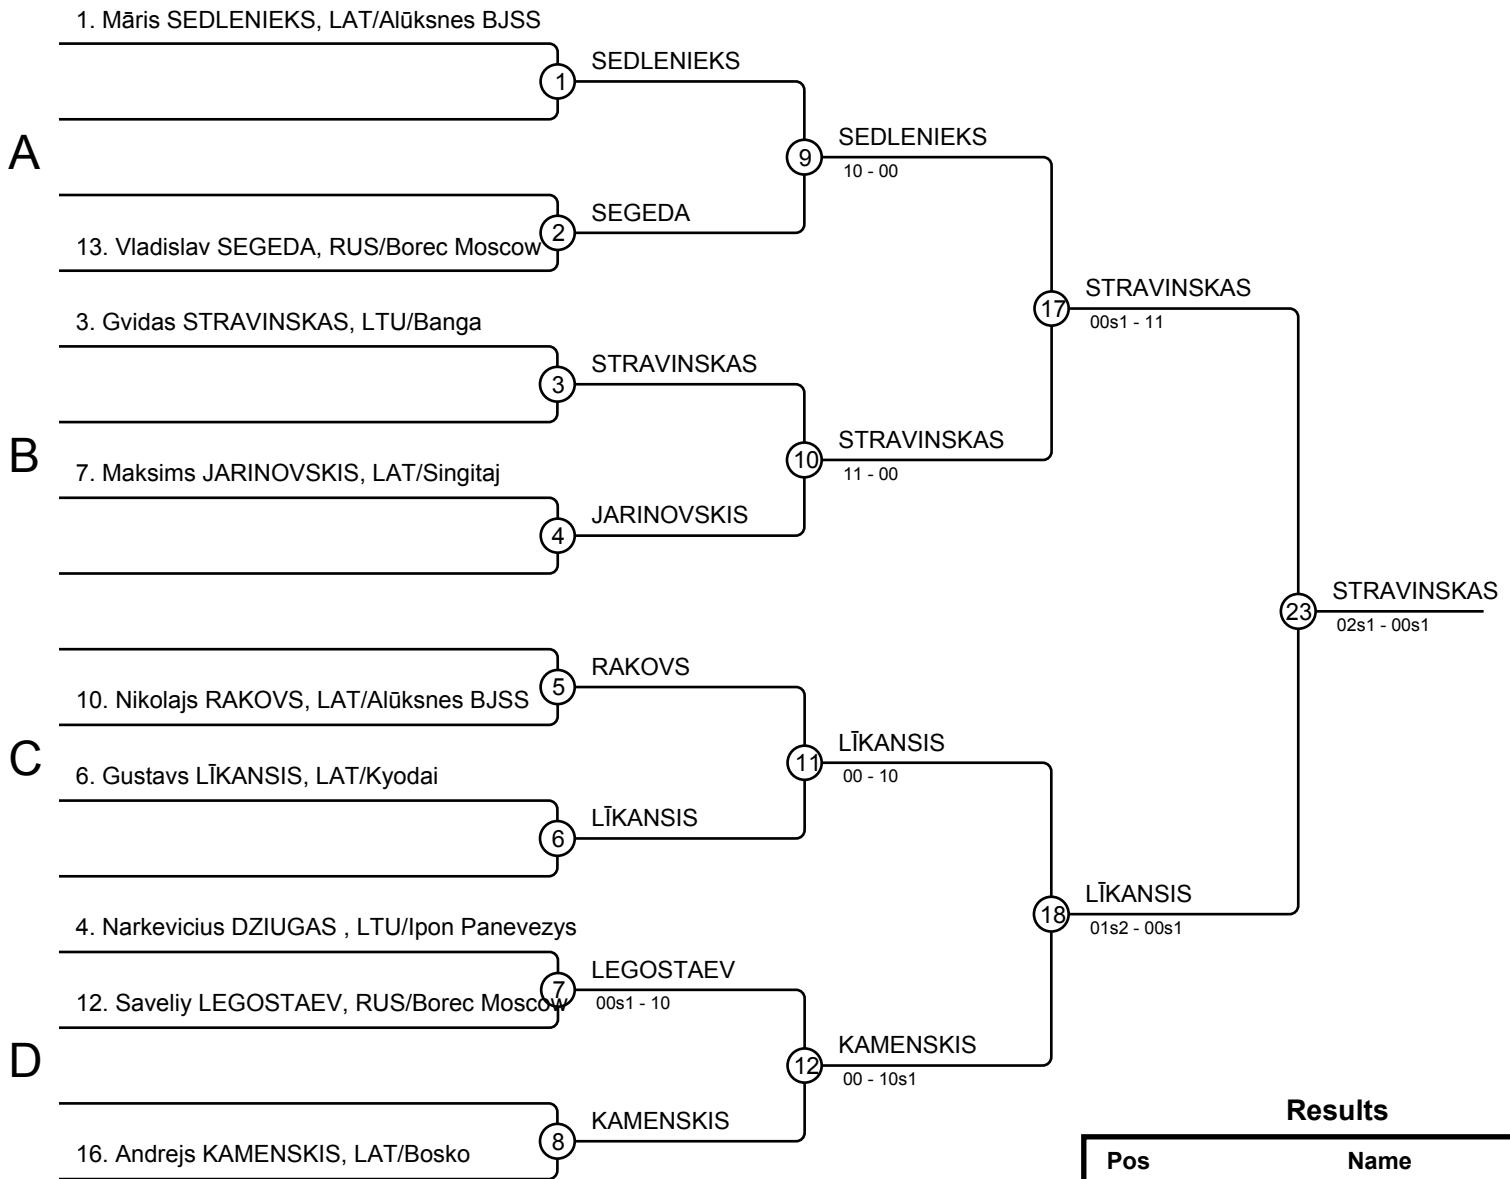 1. Māris SEDLENIEKS, LAT/Alūksnes BJSS
SEDLENIEKS
1
A
SEDLENIEKS
9
10 - 00
SEGEDA
2
13. Vladislav SEGEDA, RUS/Borec Moscow
STRAVINSKAS
17
00s1 - 11
3. Gvidas STRAVINSKAS, LTU/Banga
STRAVINSKAS
3
B
STRAVINSKAS
10
11 - 00
7. Maksims JARINOVSKIS, LAT/Singitaj
JARINOVSKIS
4
STRAVINSKAS
23
02s1 - 00s1
RAKOVS
5
10. Nikolajs RAKOVS, LAT/Alūksnes BJSS
C
LĪKANSIS
11
00 - 10
6. Gustavs LĪKANSIS, LAT/Kyodai
LĪKANSIS
6
LĪKANSIS
18
01s2 - 00s1
4. Narkevicius DZIUGAS , LTU/Ipon Panevezys
LEGOSTAEV
7
00s1 - 10
12. Saveliy LEGOSTAEV, RUS/Borec Moscow
D
KAMENSKIS
12
00 - 10s1
KAMENSKIS
8
16. Andrejs KAMENSKIS, LAT/Bosko
Results
Pos Name